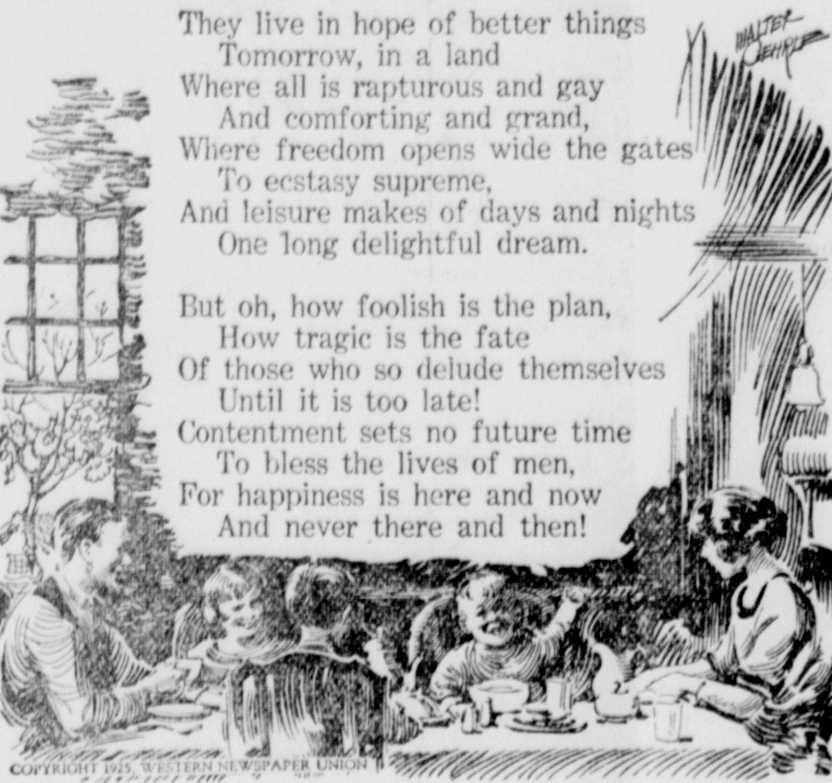 WALTER
OEHRLE
They live in hope of better things
Tomorrow, in a land
Where all is rapturous and gay
And comforting and grand,
Where freedom opens wide the gates
To ecstasy supreme,
And leisure makes of days and nights
One long delightful dream.
But oh, how foolish is the plan,
How tragic is the fate
Of those who so delude themselves
Until it is too late!
Contentment sets no future time
To bless the lives of men,
For happiness is here and now
And never there and then!
COPYRIGHT 1925, WESTERN NEWSPAPER UNION